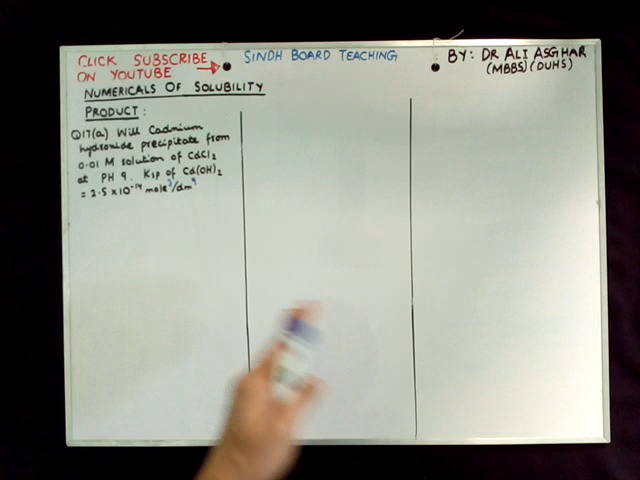 CLICK SUBSCRIBE
ON YOUTUBE →
SINDH BOARD TEACHING
BY: DR ALI ASGHAR
(MBBS) (DUHS)
NUMERICALS OF SOLUBILITY
PRODUCT:
Q17(a) Will Cadmium
hydroxide precipitate from
0.01 M solution of CdCl₂
at PH 9. Ksp of Cd(OH)₂
= 2.5 x 10⁻¹⁴ mole³/dm⁹